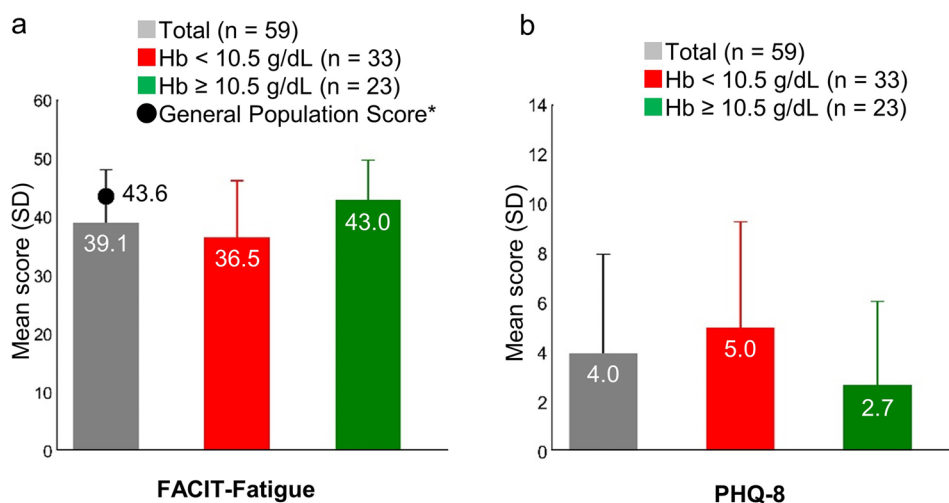 a
Total (n = 59)
Hb < 10.5 g/dL (n = 33)
Hb ≥ 10.5 g/dL (n = 23)
General Population Score*
Mean score (SD)
60
50
40
30
20
10
0
43.6
39.1
36.5
43.0
FACIT-Fatigue
b
Total (n = 59)
Hb < 10.5 g/dL (n = 33)
Hb ≥ 10.5 g/dL (n = 23)
Mean score (SD)
14
12
10
8
6
4
2
0
4.0
5.0
2.7
PHQ-8